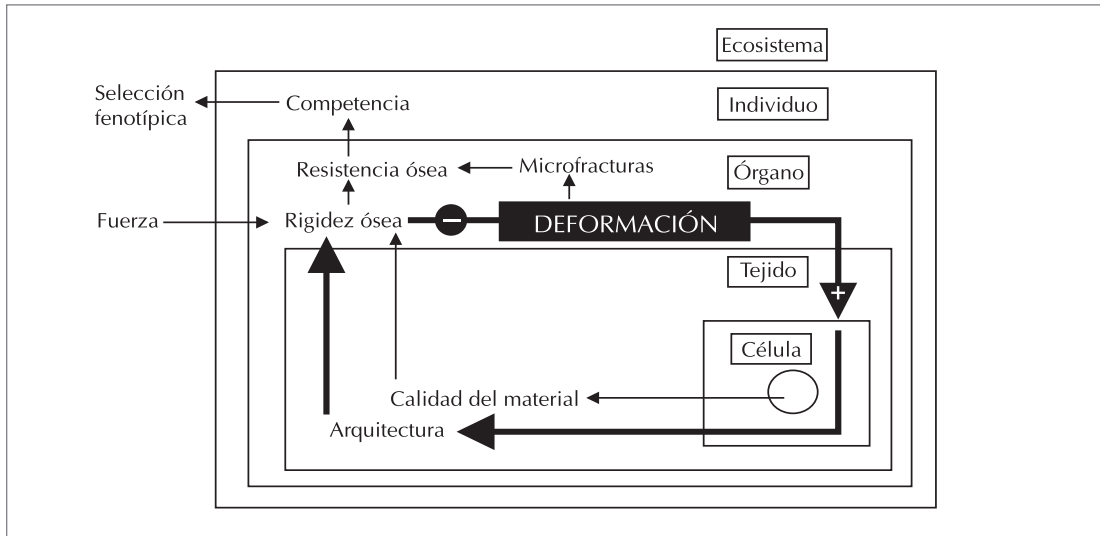 Ecosistema
Selección
fenotípica
Competencia
Individuo
Resistencia ósea
Microfracturas
Órgano
Fuerza
Rigidez ósea
−
DEFORMACIÓN
Tejido
+
Célula
Calidad del material
Arquitectura